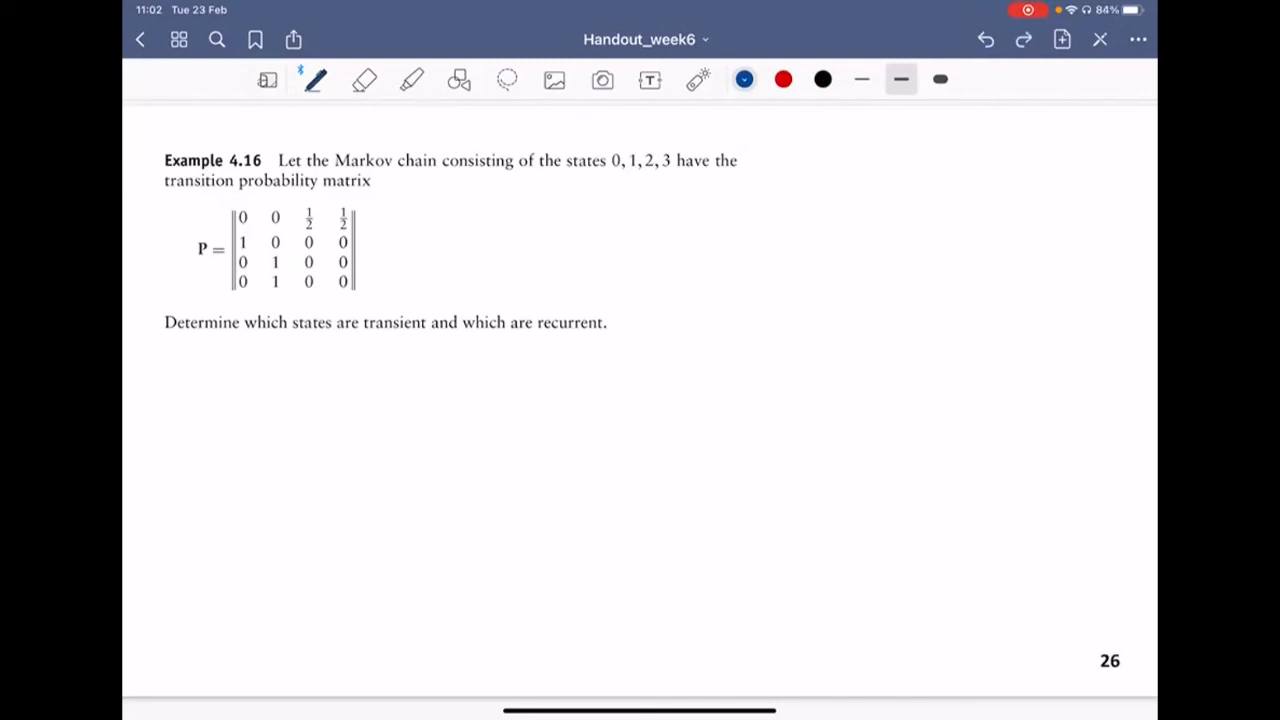 11:02 Tue 23 Feb 84%
Handout_week6
T
Example 4.16 Let the Markov chain consisting of the states 0, 1, 2, 3 have the
transition probability matrix
0 0 1/2 1/2
1 0 0 0
P =
0 1 0 0
0 1 0 0
Determine which states are transient and which are recurrent.
26